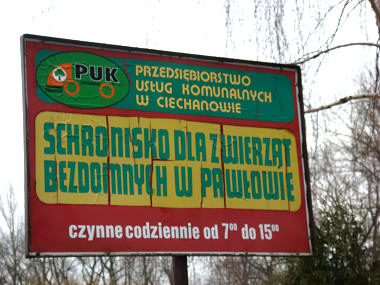 PUK
PRZEDSIĘBIORSTWO
USŁUG KOMUNALNYCH
W CIECHANOWIE
SCHRONISKO DLA ZWIERZĄT
BEZDOMNYCH W PAWŁOWIE
czynne codziennie od 7⁰⁰ do 15⁰⁰